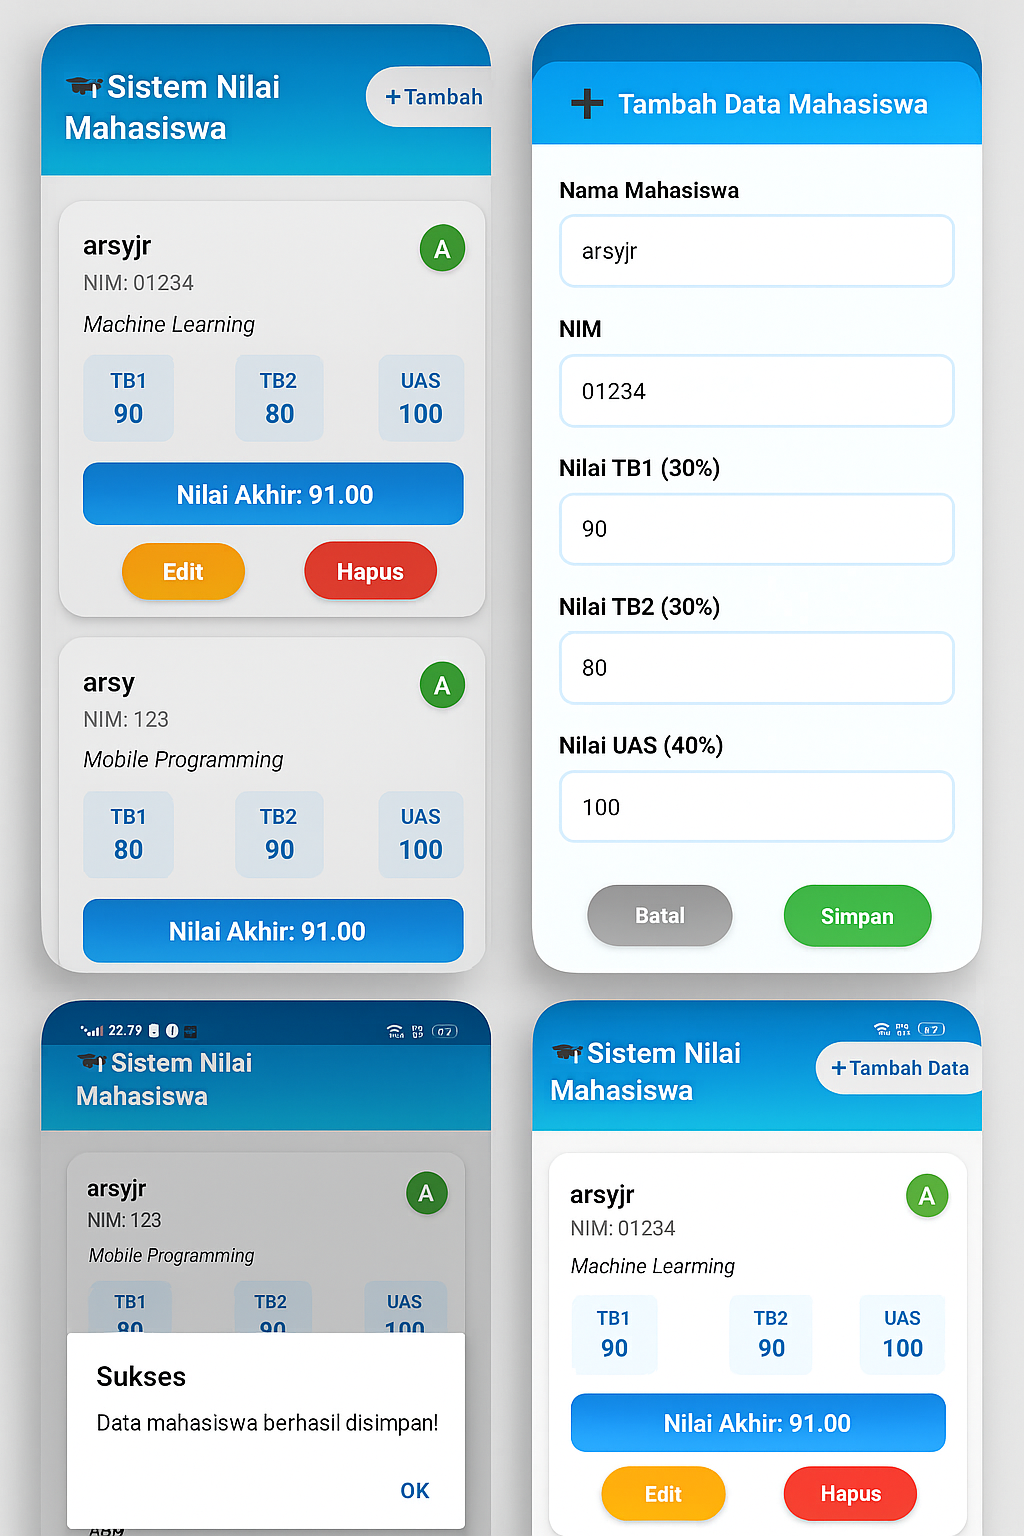 Sistem Nilai
Mahasiswa
+Tambah
arsyjr
A
NIM: 01234
Machine Learning
TB1
TB2
UAS
90
80
100
Nilai Akhir: 91.00
Edit
Hapus
arsy
A
NIM: 123
Mobile Programming
TB1
TB2
UAS
80
90
100
Nilai Akhir: 91.00
Tambah Data Mahasiswa
Nama Mahasiswa
arsyjr
NIM
01234
Nilai TB1 (30%)
90
Nilai TB2 (30%)
80
Nilai UAS (40%)
100
Batal
Simpan
22.79
Sistem Nilai
Mahasiswa
arsyjr
A
NIM: 123
Mobile Programming
TB1
TB2
UAS
90
100
Sukses
Data mahasiswa berhasil disimpan!
OK
Sistem Nilai
Mahasiswa
+Tambah Data
arsyjr
A
NIM: 01234
Machine Learming
TB1
TB2
UAS
90
90
100
Nilai Akhir: 91.00
Edit
Hapus